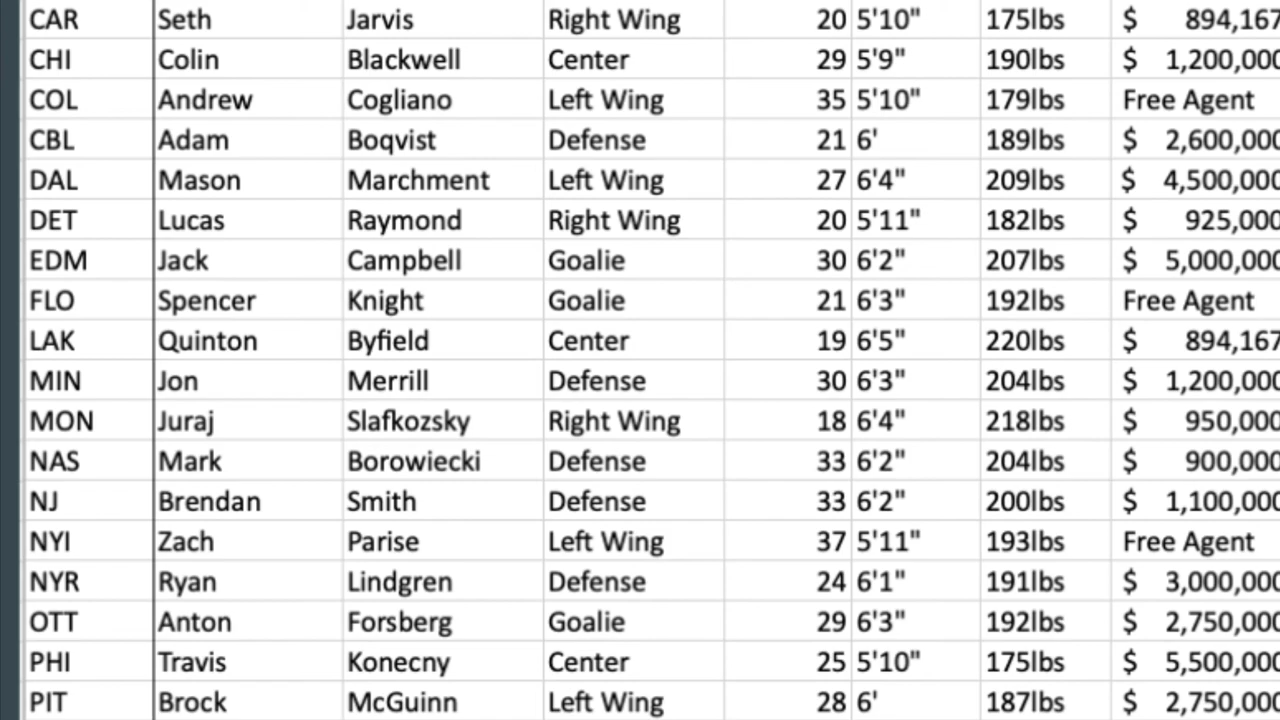 CAR Seth Jarvis Right Wing 20 5'10" 175lbs $ 894,167
CHI Colin Blackwell Center 29 5'9" 190lbs $ 1,200,000
COL Andrew Cogliano Left Wing 35 5'10" 179lbs Free Agent
CBL Adam Boqvist Defense 21 6' 189lbs $ 2,600,000
DAL Mason Marchment Left Wing 27 6'4" 209lbs $ 4,500,000
DET Lucas Raymond Right Wing 20 5'11" 182lbs $ 925,000
EDM Jack Campbell Goalie 30 6'2" 207lbs $ 5,000,000
FLO Spencer Knight Goalie 21 6'3" 192lbs Free Agent
LAK Quinton Byfield Center 19 6'5" 220lbs $ 894,167
MIN Jon Merrill Defense 30 6'3" 204lbs $ 1,200,000
MON Juraj Slafkozsky Right Wing 18 6'4" 218lbs $ 950,000
NAS Mark Borowiecki Defense 33 6'2" 204lbs $ 900,000
NJ Brendan Smith Defense 33 6'2" 200lbs $ 1,100,000
NYI Zach Parise Left Wing 37 5'11" 193lbs Free Agent
NYR Ryan Lindgren Defense 24 6'1" 191lbs $ 3,000,000
OTT Anton Forsberg Goalie 29 6'3" 192lbs $ 2,750,000
PHI Travis Konecny Center 25 5'10" 175lbs $ 5,500,000
PIT Brock McGuinn Left Wing 28 6' 187lbs $ 2,750,000